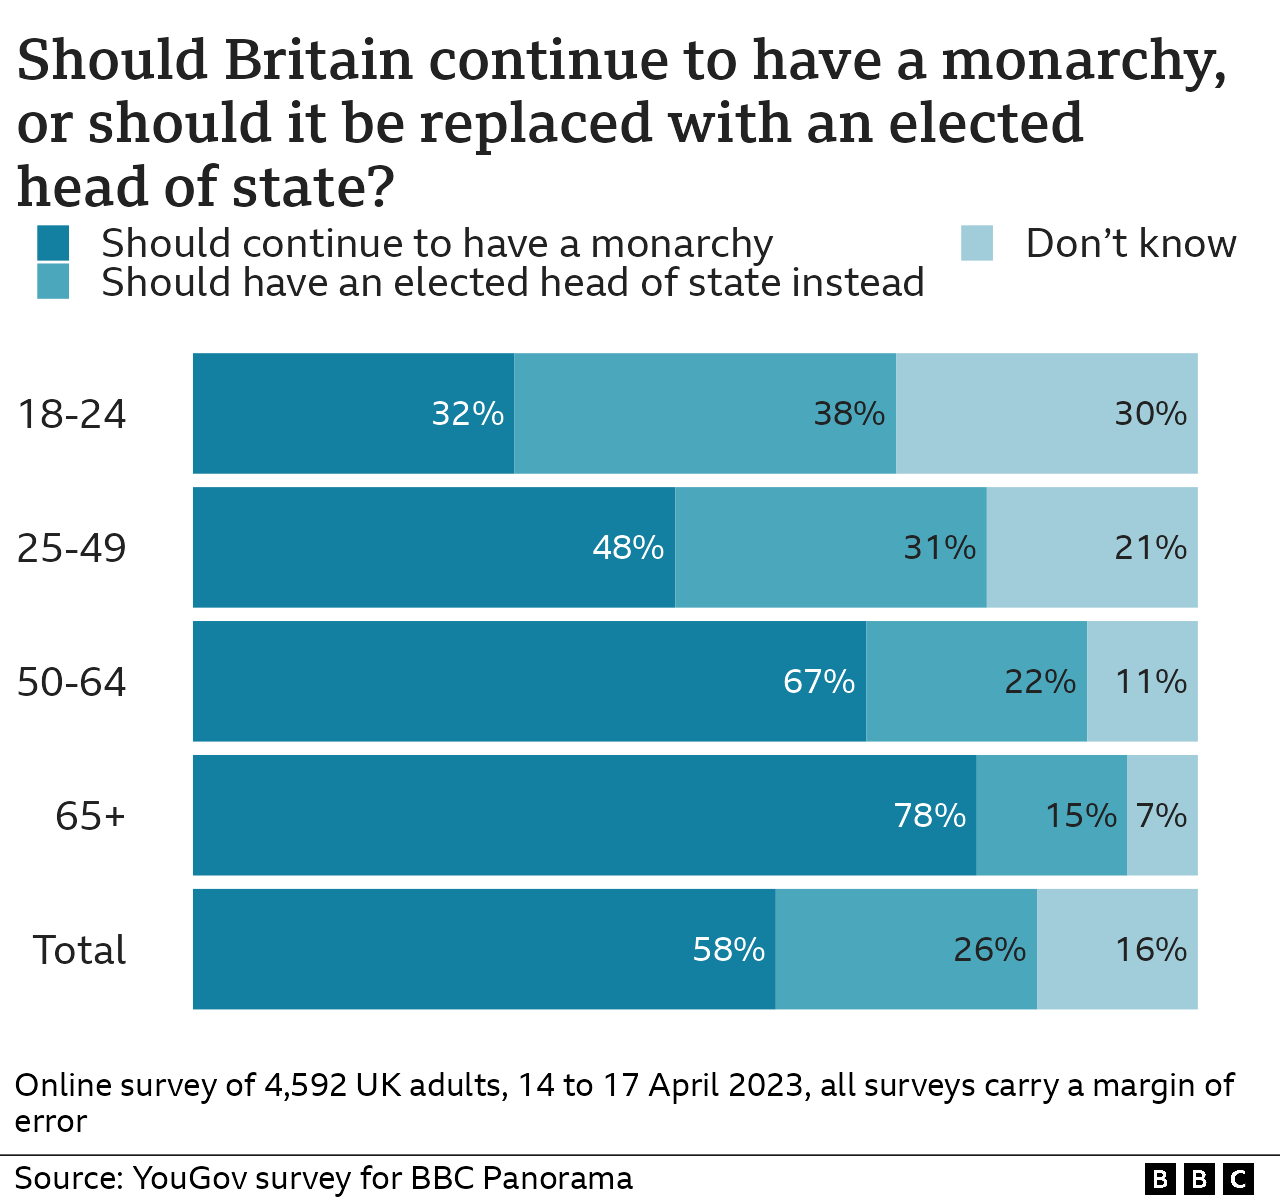 Should Britain continue to have a monarchy,
or should it be replaced with an elected
head of state?
Should continue to have a monarchy
Don’t know
Should have an elected head of state instead
18-24 32% 38% 30%
25-49 48% 31% 21%
50-64 67% 22% 11%
65+ 78% 15% 7%
Total 58% 26% 16%
Online survey of 4,592 UK adults, 14 to 17 April 2023, all surveys carry a margin of
error
Source: YouGov survey for BBC Panorama
BBC